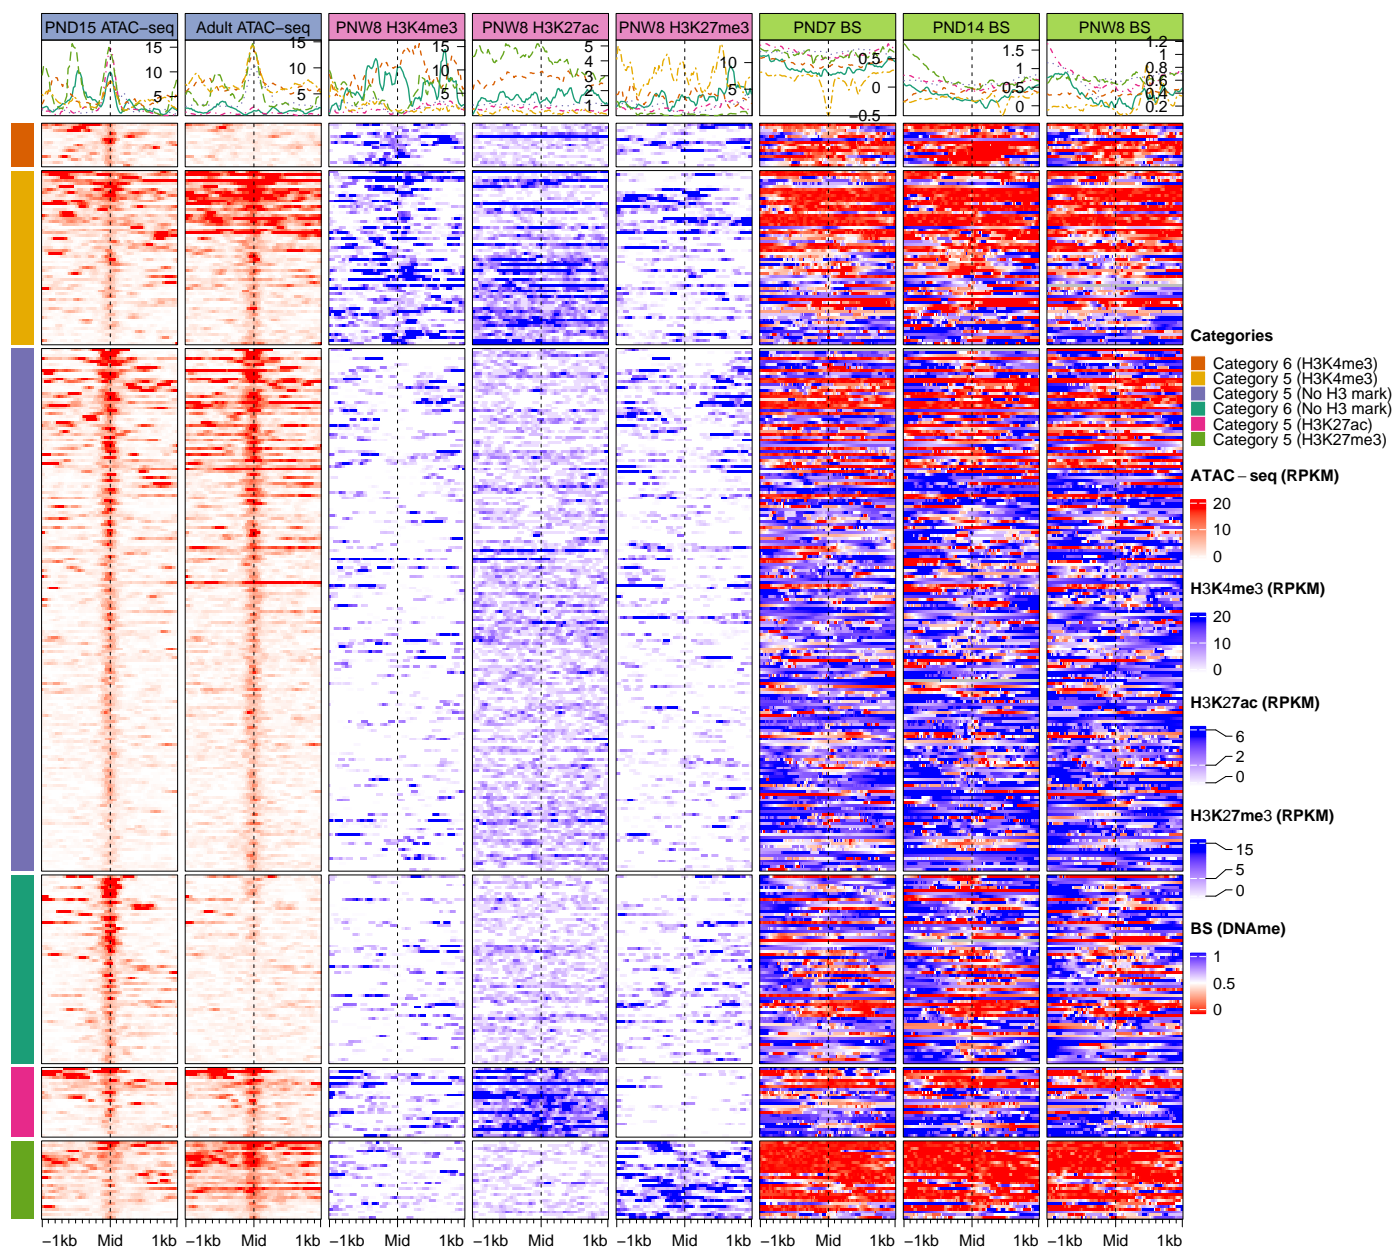 PND15 ATAC−seq
Adult ATAC−seq
PNW8 H3K4me3
PNW8 H3K27ac
PNW8 H3K27me3
PND7 BS
PND14 BS
PNW8 BS
15
10
5
15
10
5
15
10
5
5
4
3
2
1
10
5
0.5
0
−0.5
1.5
1
0.5
0
1.2
1
0.8
0.6
0.4
0.2
Categories
Category 6 (H3K4me3)
Category 5 (H3K4me3)
Category 5 (No H3 mark)
Category 6 (No H3 mark)
Category 5 (H3K27ac)
Category 5 (H3K27me3)
ATAC − seq (RPKM)
20
10
0
H3K4me3 (RPKM)
20
10
0
H3K27ac (RPKM)
6
2
0
H3K27me3 (RPKM)
15
5
0
BS (DNAme)
1
0.5
0
−1kb Mid 1kb −1kb Mid 1kb −1kb Mid 1kb −1kb Mid 1kb −1kb Mid 1kb −1kb Mid 1kb −1kb Mid 1kb −1kb Mid 1kb